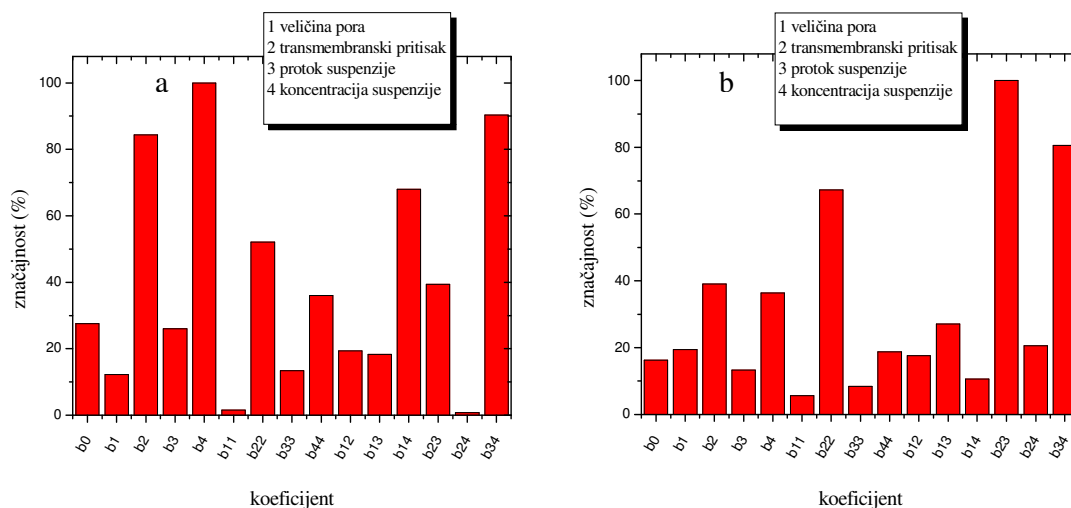 1 veličina pora
2 transmembranski pritisak
3 protok suspenzije
4 koncentracija suspenzije
a
100
80
60
40
20
0
značajnost (%)
b0 b1 b2 b3 b4 b11 b22 b33 b44 b12 b13 b14 b23 b24 b34
koeficijent
1 veličina pora
2 transmembranski pritisak
3 protok suspenzije
4 koncentracija suspenzije
b
100
80
60
40
20
0
značajnost (%)
b0 b1 b2 b3 b4 b11 b22 b33 b44 b12 b13 b14 b23 b24 b34
koeficijent